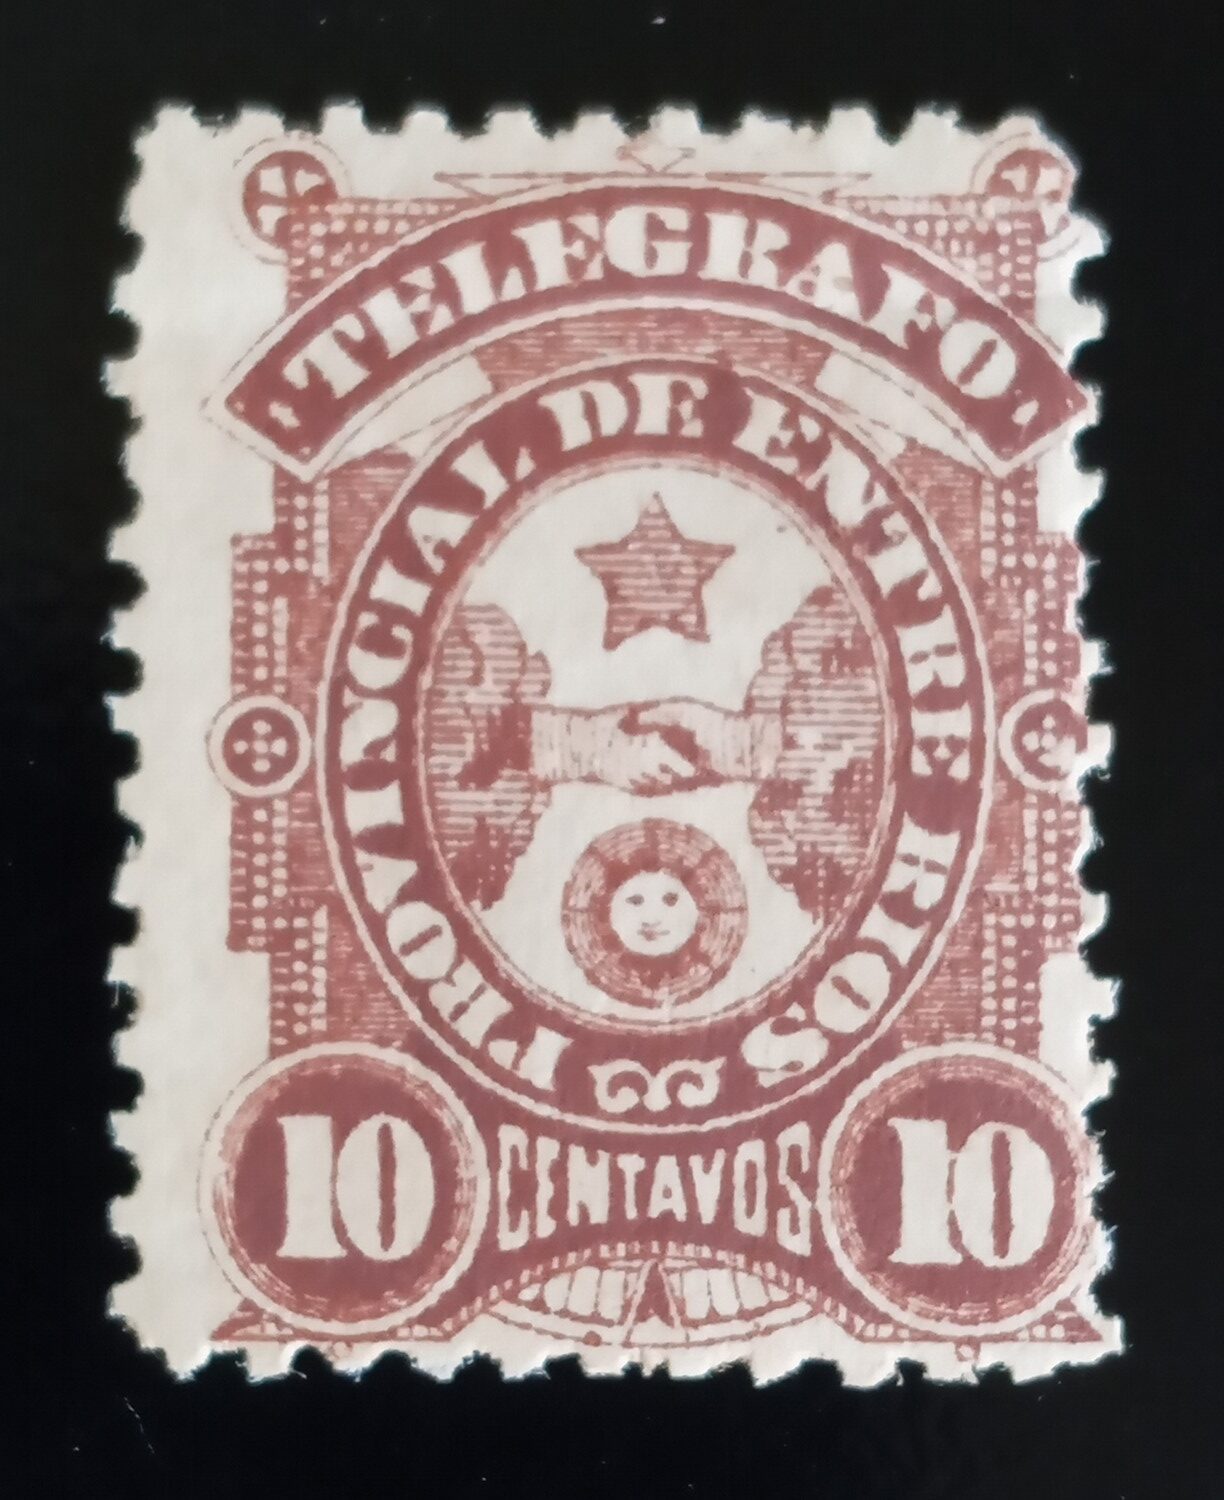 TELEGRAFO
PROVINCIAL DE ENTRE RIOS
10 CENTAVOS 10